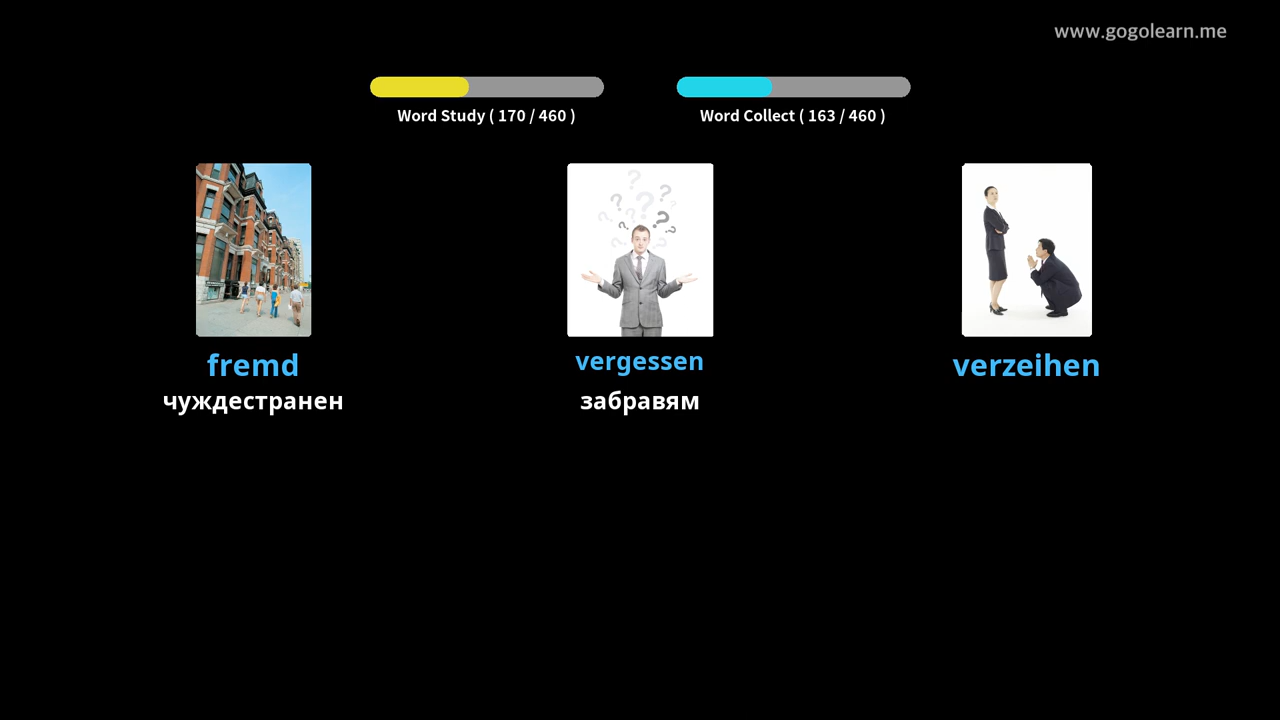 www.gogolearn.me
Word Study ( 170 / 460 )
Word Collect ( 163 / 460 )
fremd
vergessen
verzeihen
чуждестранен
забравям